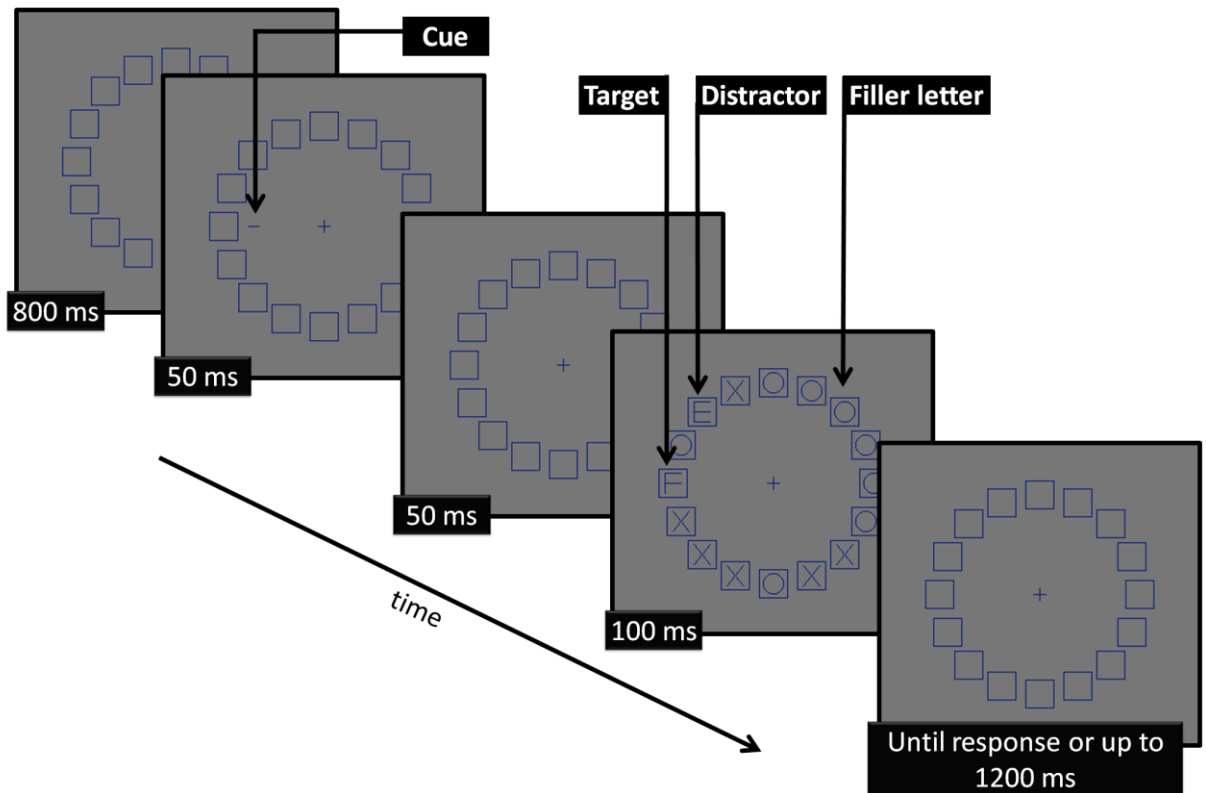 Cue
Target
Distractor
Filler letter
800 ms
50 ms
50 ms
100 ms
E
X
O
O
O
O
O
O
O
F
X
X
X
O
X
X
time
Until response or up to
1200 ms